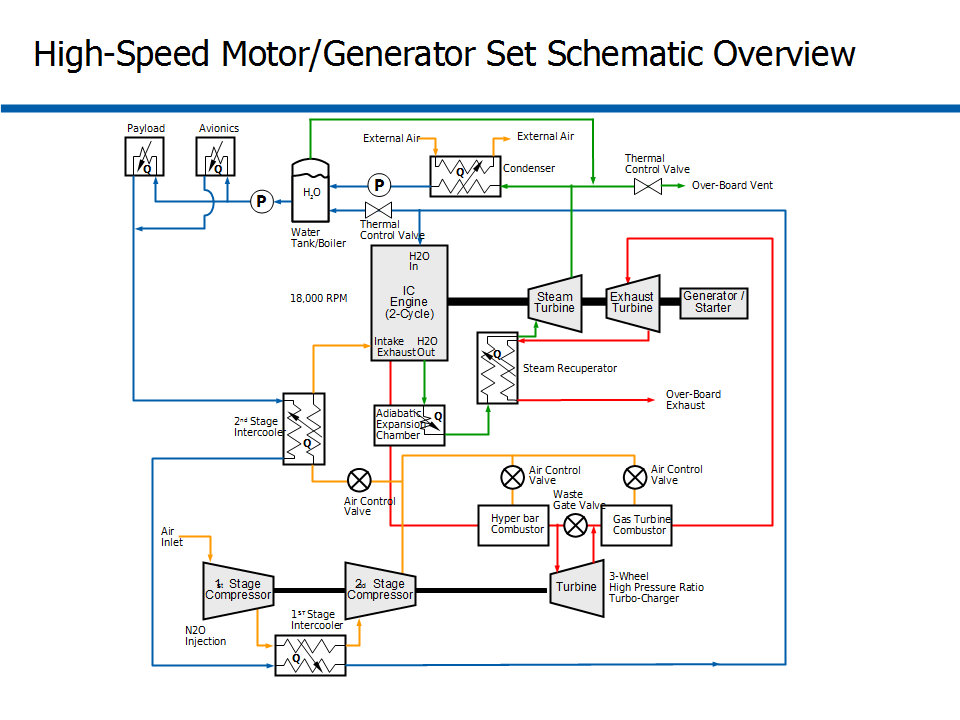 High-Speed Motor/Generator Set Schematic Overview
Payload
Avionics
Q
Q
External Air
External Air
Q
Condenser
Thermal
Control Valve
Over-Board Vent
P
P
H2O
Water
Tank/Boiler
Thermal
Control Valve
H2O
In
18,000 RPM
IC
Engine
(2-Cycle)
Intake
Exhaust
H2O
Out
Steam
Turbine
Exhaust
Turbine
Generator /
Starter
Q
Steam Recuperator
Over-Board
Exhaust
Adiabatic
Expansion
Chamber
Q
2nd Stage
Intercooler
Q
Air Control
Valve
Air Control
Valve
Air Control
Valve
Waste
Gate Valve
Hyper bar
Combustor
Gas Turbine
Combustor
Air
Inlet
1st Stage
Compressor
2nd Stage
Compressor
Turbine
3-Wheel
High Pressure Ratio
Turbo-Charger
N2O
Injection
1ST Stage
Intercooler
Q